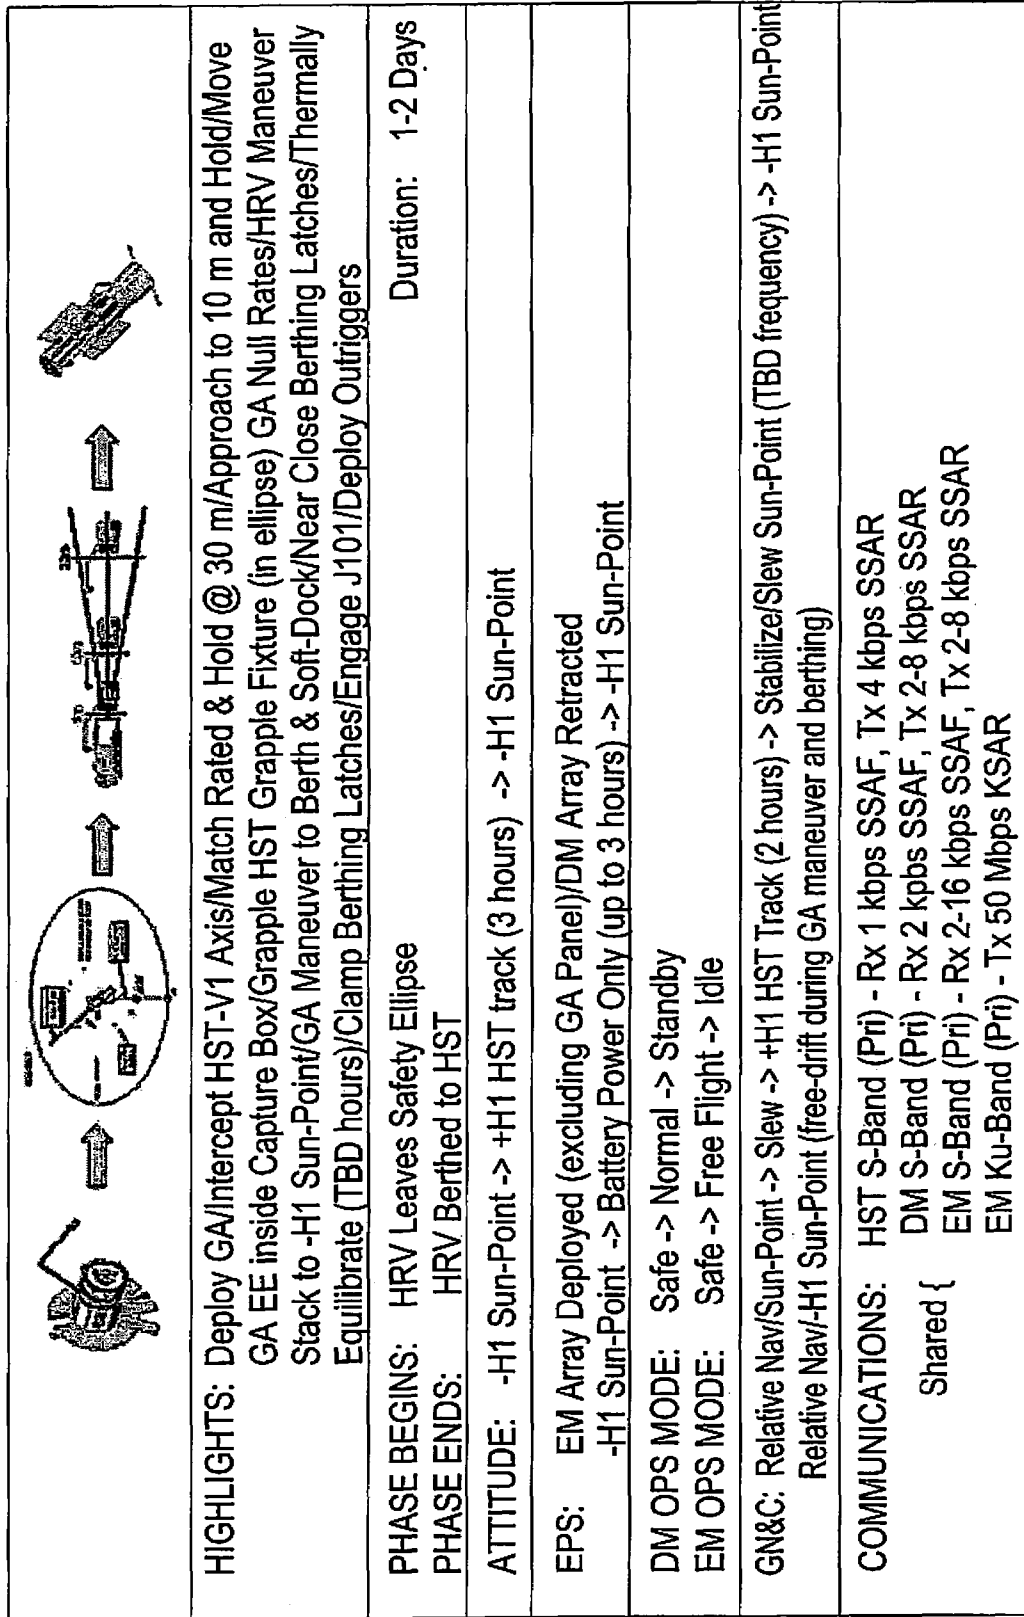 HIGHLIGHTS: Deploy GA/Intercept HST-V1 Axis/Match Rated & Hold @ 30 m/Approach to 10 m and Hold/Move
GA EE inside Capture Box/Grapple HST Grapple Fixture (in ellipse) GA Null Rates/HRV Maneuver
Stack to -H1 Sun-Point/GA Maneuver to Berth & Soft-Dock/Near Close Berthing Latches/Thermally
Equilibrate (TBD hours)/Clamp Berthing Latches/Engage J101/Deploy Outriggers
PHASE BEGINS: HRV Leaves Safety Ellipse Duration: 1-2 Days
PHASE ENDS: HRV Berthed to HST
ATTITUDE: -H1 Sun-Point -> +H1 HST track (3 hours) -> -H1 Sun-Point
EPS: EM Array Deployed (excluding GA Panel)/DM Array Retracted
-H1 Sun-Point -> Battery Power Only (up to 3 hours) -> -H1 Sun-Point
DM OPS MODE: Safe -> Normal -> Standby
EM OPS MODE: Safe -> Free Flight -> Idle
GN&C: Relative Nav/Sun-Point -> Slew -> +H1 HST Track (2 hours) -> Stabilize/Slew Sun-Point (TBD frequency) -> -H1 Sun-Point
Relative Nav/-H1 Sun-Point (free-drift during GA maneuver and berthing)
COMMUNICATIONS: HST S-Band (Pri) - Rx 1 kbps SSAF, Tx 4 kbps SSAR
Shared { DM S-Band (Pri) - Rx 2 kpbs SSAF, Tx 2-8 kbps SSAR
EM S-Band (Pri) - Rx 2-16 kbps SSAF, Tx 2-8 kbps SSAR
EM Ku-Band (Pri) - Tx 50 Mbps KSAR